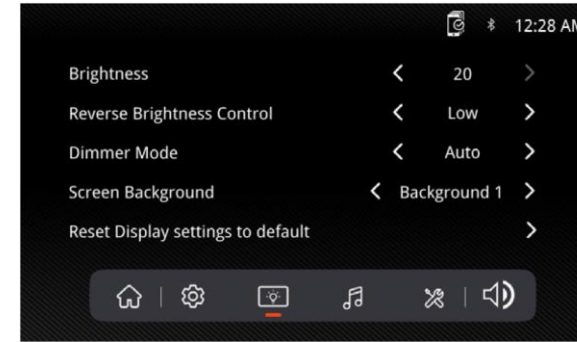 12:28 AM
Brightness 20
Reverse Brightness Control Low
Dimmer Mode Auto
Screen Background Background 1
Reset Display settings to default